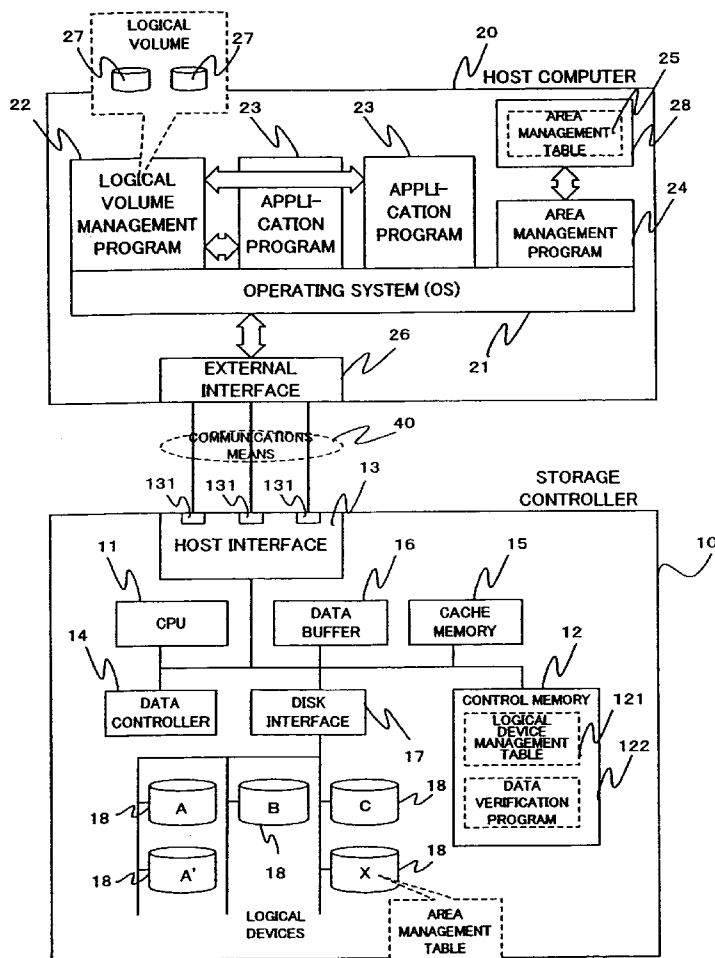 LOGICAL
VOLUME
27
27
20
HOST COMPUTER
25
22
23
23
AREA
MANAGEMENT
TABLE
28
LOGICAL
VOLUME
MANAGEMENT
PROGRAM
APPLI-
CATION
PROGRAM
APPLI-
CATION
PROGRAM
AREA
MANAGEMENT
PROGRAM
24
OPERATING SYSTEM (OS)
26
21
EXTERNAL
INTERFACE
COMMUNICATIONS
MEANS
40
131
131
131
13
STORAGE
CONTROLLER
HOST INTERFACE
10
11
16
15
CPU
DATA
BUFFER
CACHE
MEMORY
14
12
DATA
CONTROLLER
DISK
INTERFACE
17
CONTROL MEMORY
LOGICAL
DEVICE
MANAGEMENT
TABLE
121
122
DATA
VERIFICATION
PROGRAM
18
A
B
C
18
18
18
A'
X
18
LOGICAL
DEVICES
AREA
MANAGEMENT
TABLE